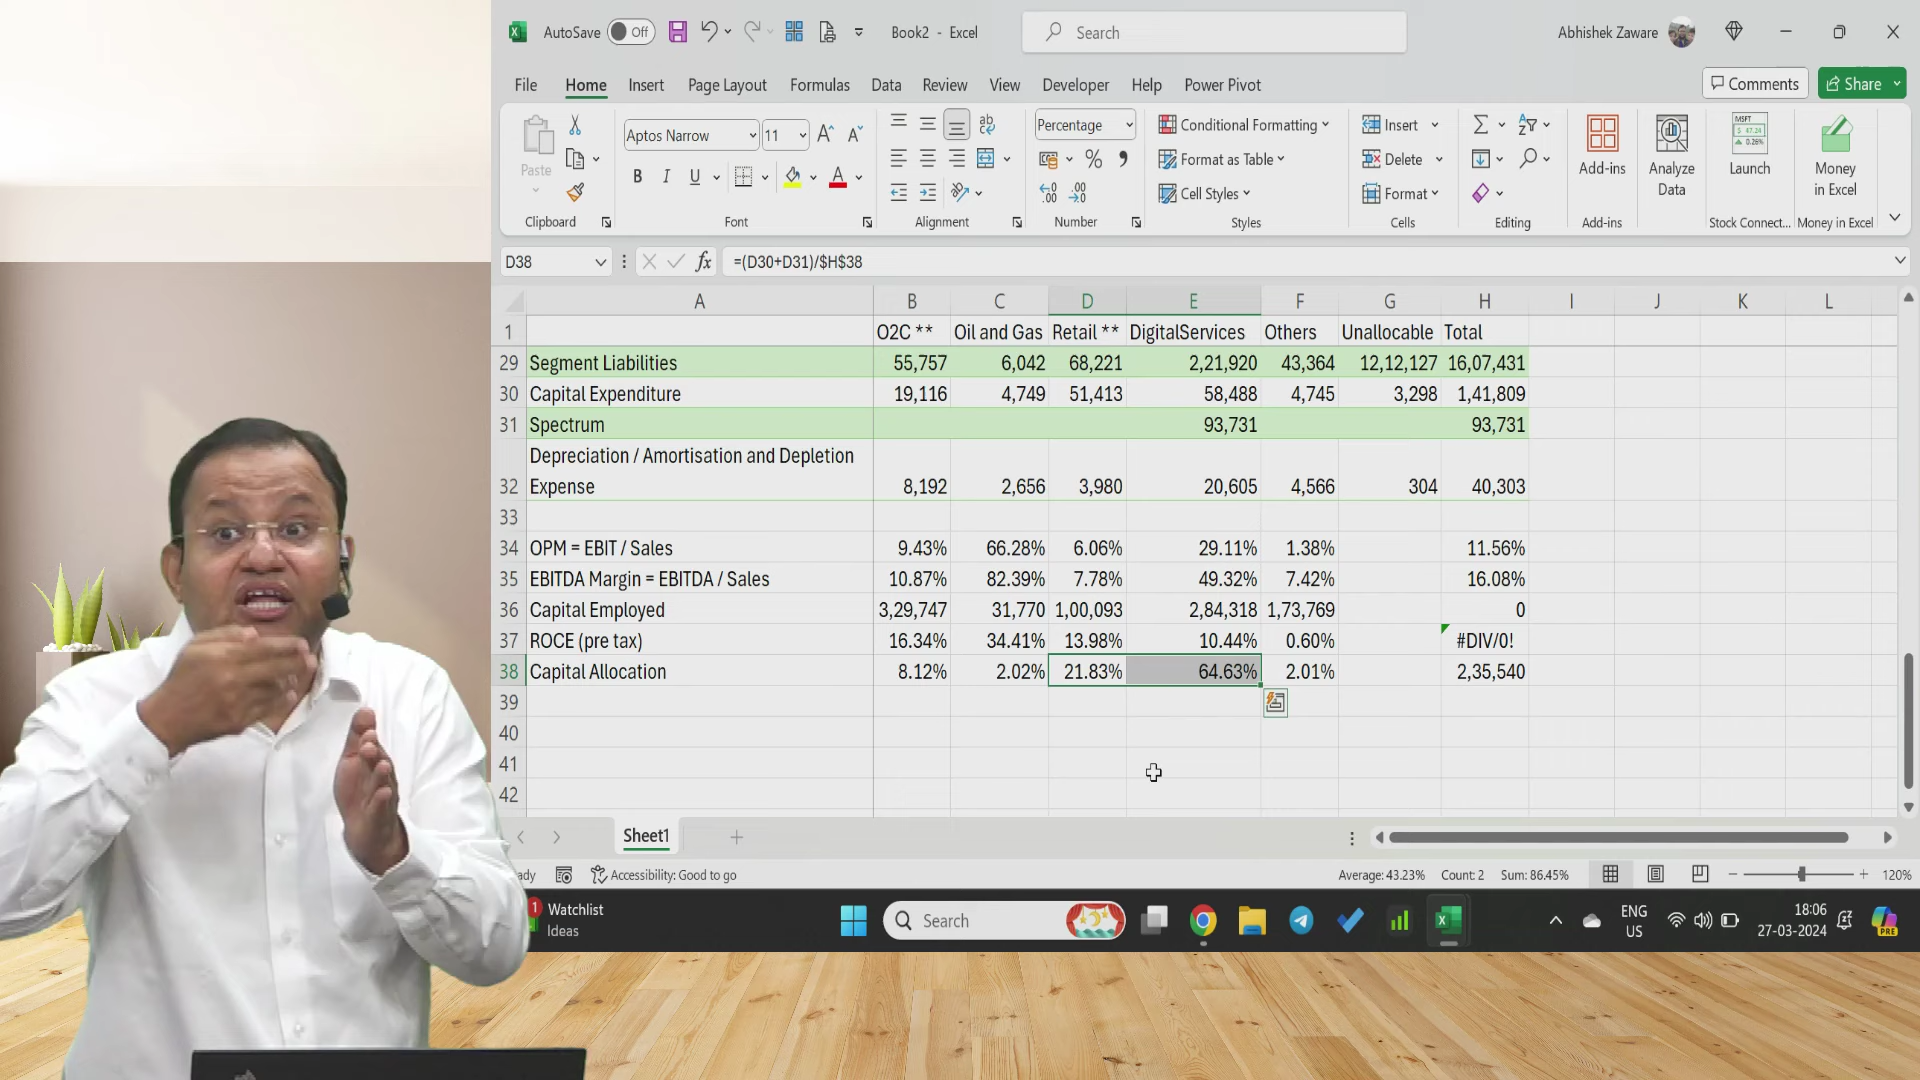 AutoSave Off Book2 - Excel Search Abhishek Zaware
File Home Insert Page Layout Formulas Data Review View Developer Help Power Pivot Comments Share
Paste Aptos Narrow 11 Percentage Conditional Formatting Insert
Format as Table Delete
Cell Styles Format
Add-ins Analyze Data Launch Money in Excel
Clipboard Font Alignment Number Styles Cells Editing Add-ins Stock Connect... Money in Excel
D38 fx =(D30+D31)/$H$38
A B C D E F G H I J K L
1 O2C ** Oil and Gas Retail ** DigitalServices Others Unallocable Total
29 Segment Liabilities 55,757 6,042 68,221 2,21,920 43,364 12,12,127 16,07,431
30 Capital Expenditure 19,116 4,749 51,413 58,488 4,745 3,298 1,41,809
31 Spectrum 93,731 93,731
Depreciation / Amortisation and Depletion
32 Expense 8,192 2,656 3,980 20,605 4,566 304 40,303
33
34 OPM = EBIT / Sales 9.43% 66.28% 6.06% 29.11% 1.38% 11.56%
35 EBITDA Margin = EBITDA / Sales 10.87% 82.39% 7.78% 49.32% 7.42% 16.08%
36 Capital Employed 3,29,747 31,770 1,00,093 2,84,318 1,73,769 0
37 ROCE (pre tax) 16.34% 34.41% 13.98% 10.44% 0.60% #DIV/0!
38 Capital Allocation 8.12% 2.02% 21.83% 64.63% 2.01% 2,35,540
39
40
41
42
Sheet1
Accessibility: Good to go Average: 43.23% Count: 2 Sum: 86.45% 120%
1 Watchlist
Ideas
Search
ENG
US
18:06
27-03-2024